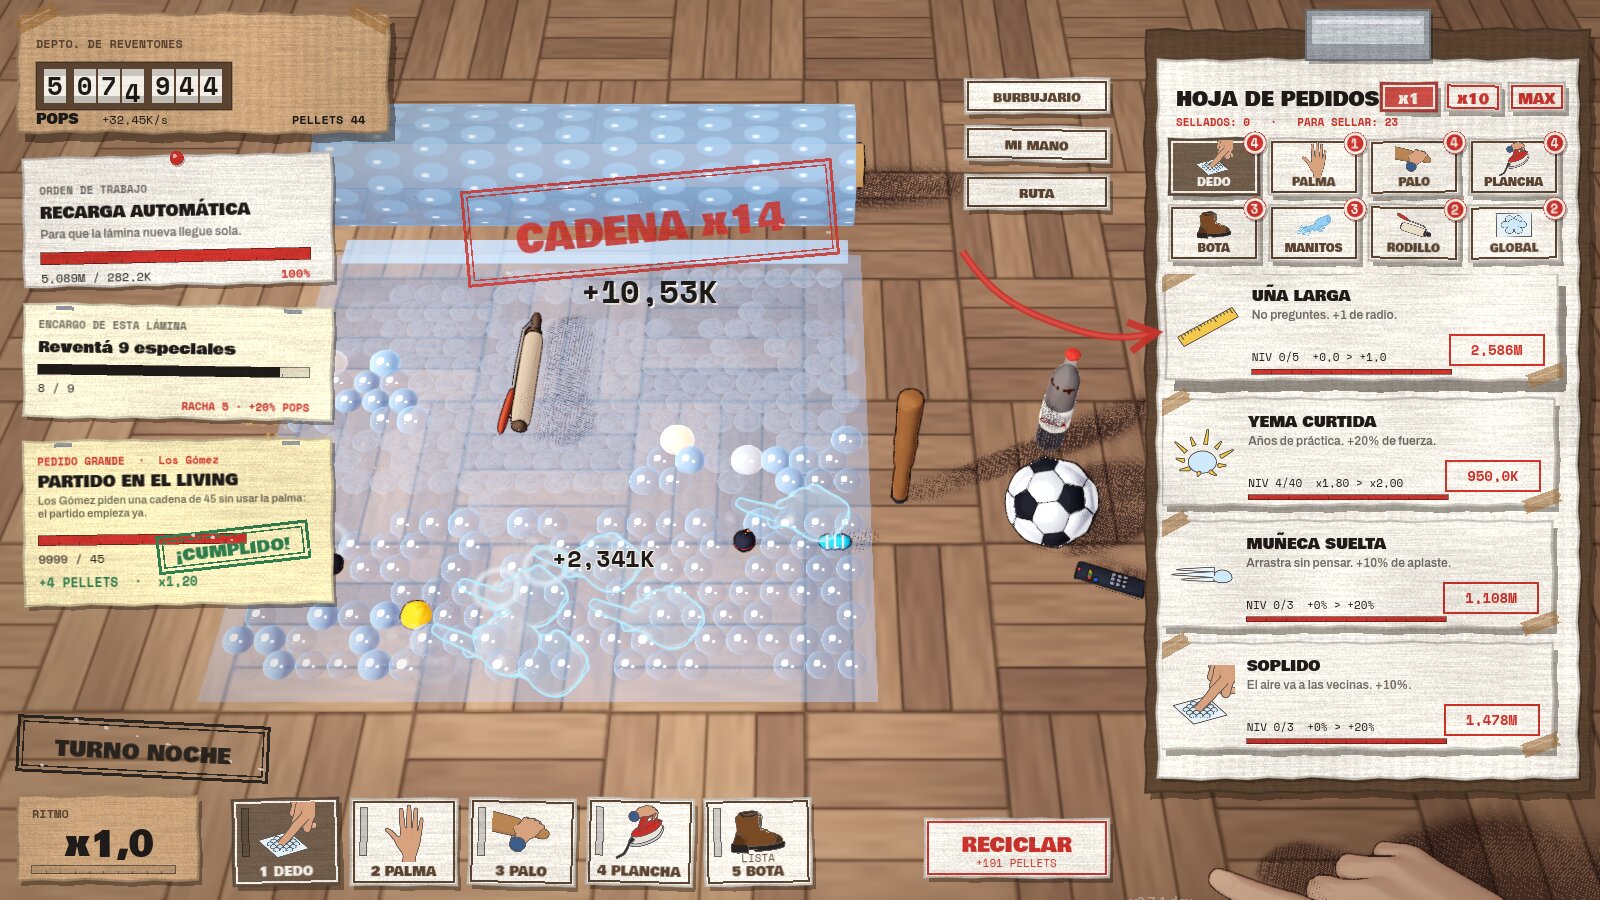 DEPTO. DE REVENTONES
5 074 944
POPS +32,45K/s PELLETS 44
ORDEN DE TRABAJO
RECARGA AUTOMÁTICA
Para que la lámina nueva llegue sola.
5,089M / 282.2K 100%
ENCARGO DE ESTA LÁMINA
Reventá 9 especiales
8 / 9
RACHA 5 · +20% POPS
PEDIDO GRANDE · Los Gómez
PARTIDO EN EL LIVING
Los Gómez piden una cadena de 45 sin usar la palma:
el partido empieza ya.
¡CUMPLIDO!
9999 / 45
+4 PELLETS · x1,20
TURNO NOCHE
RITMO
x1,0
CADENA x14
+10,53K
+2,341K
BURBUJARIO
MI MANO
RUTA
HOJA DE PEDIDOS x1 x10 MAX
SELLADOS: 0 · PARA SELLAR: 23
4 1 4 4
DEDO PALMA PALO PLANCHA
3 3 2 2
BOTA MANITOS RODILLO GLOBAL
UÑA LARGA
No preguntes. +1 de radio.
NIV 0/5 +0,0 > +1,0 2,586M
YEMA CURTIDA
Años de práctica. +20% de fuerza.
NIV 4/40 x1,80 > x2,00 950,0K
MUÑECA SUELTA
Arrastra sin pensar. +10% de aplaste.
NIV 0/3 +0% > +20% 1,108M
SOPLIDO
El aire va a las vecinas. +10%.
NIV 0/3 +0% > +20% 1,478M
1 DEDO
2 PALMA
3 PALO
4 PLANCHA
LISTA
5 BOTA
RECICLAR
+191 PELLETS